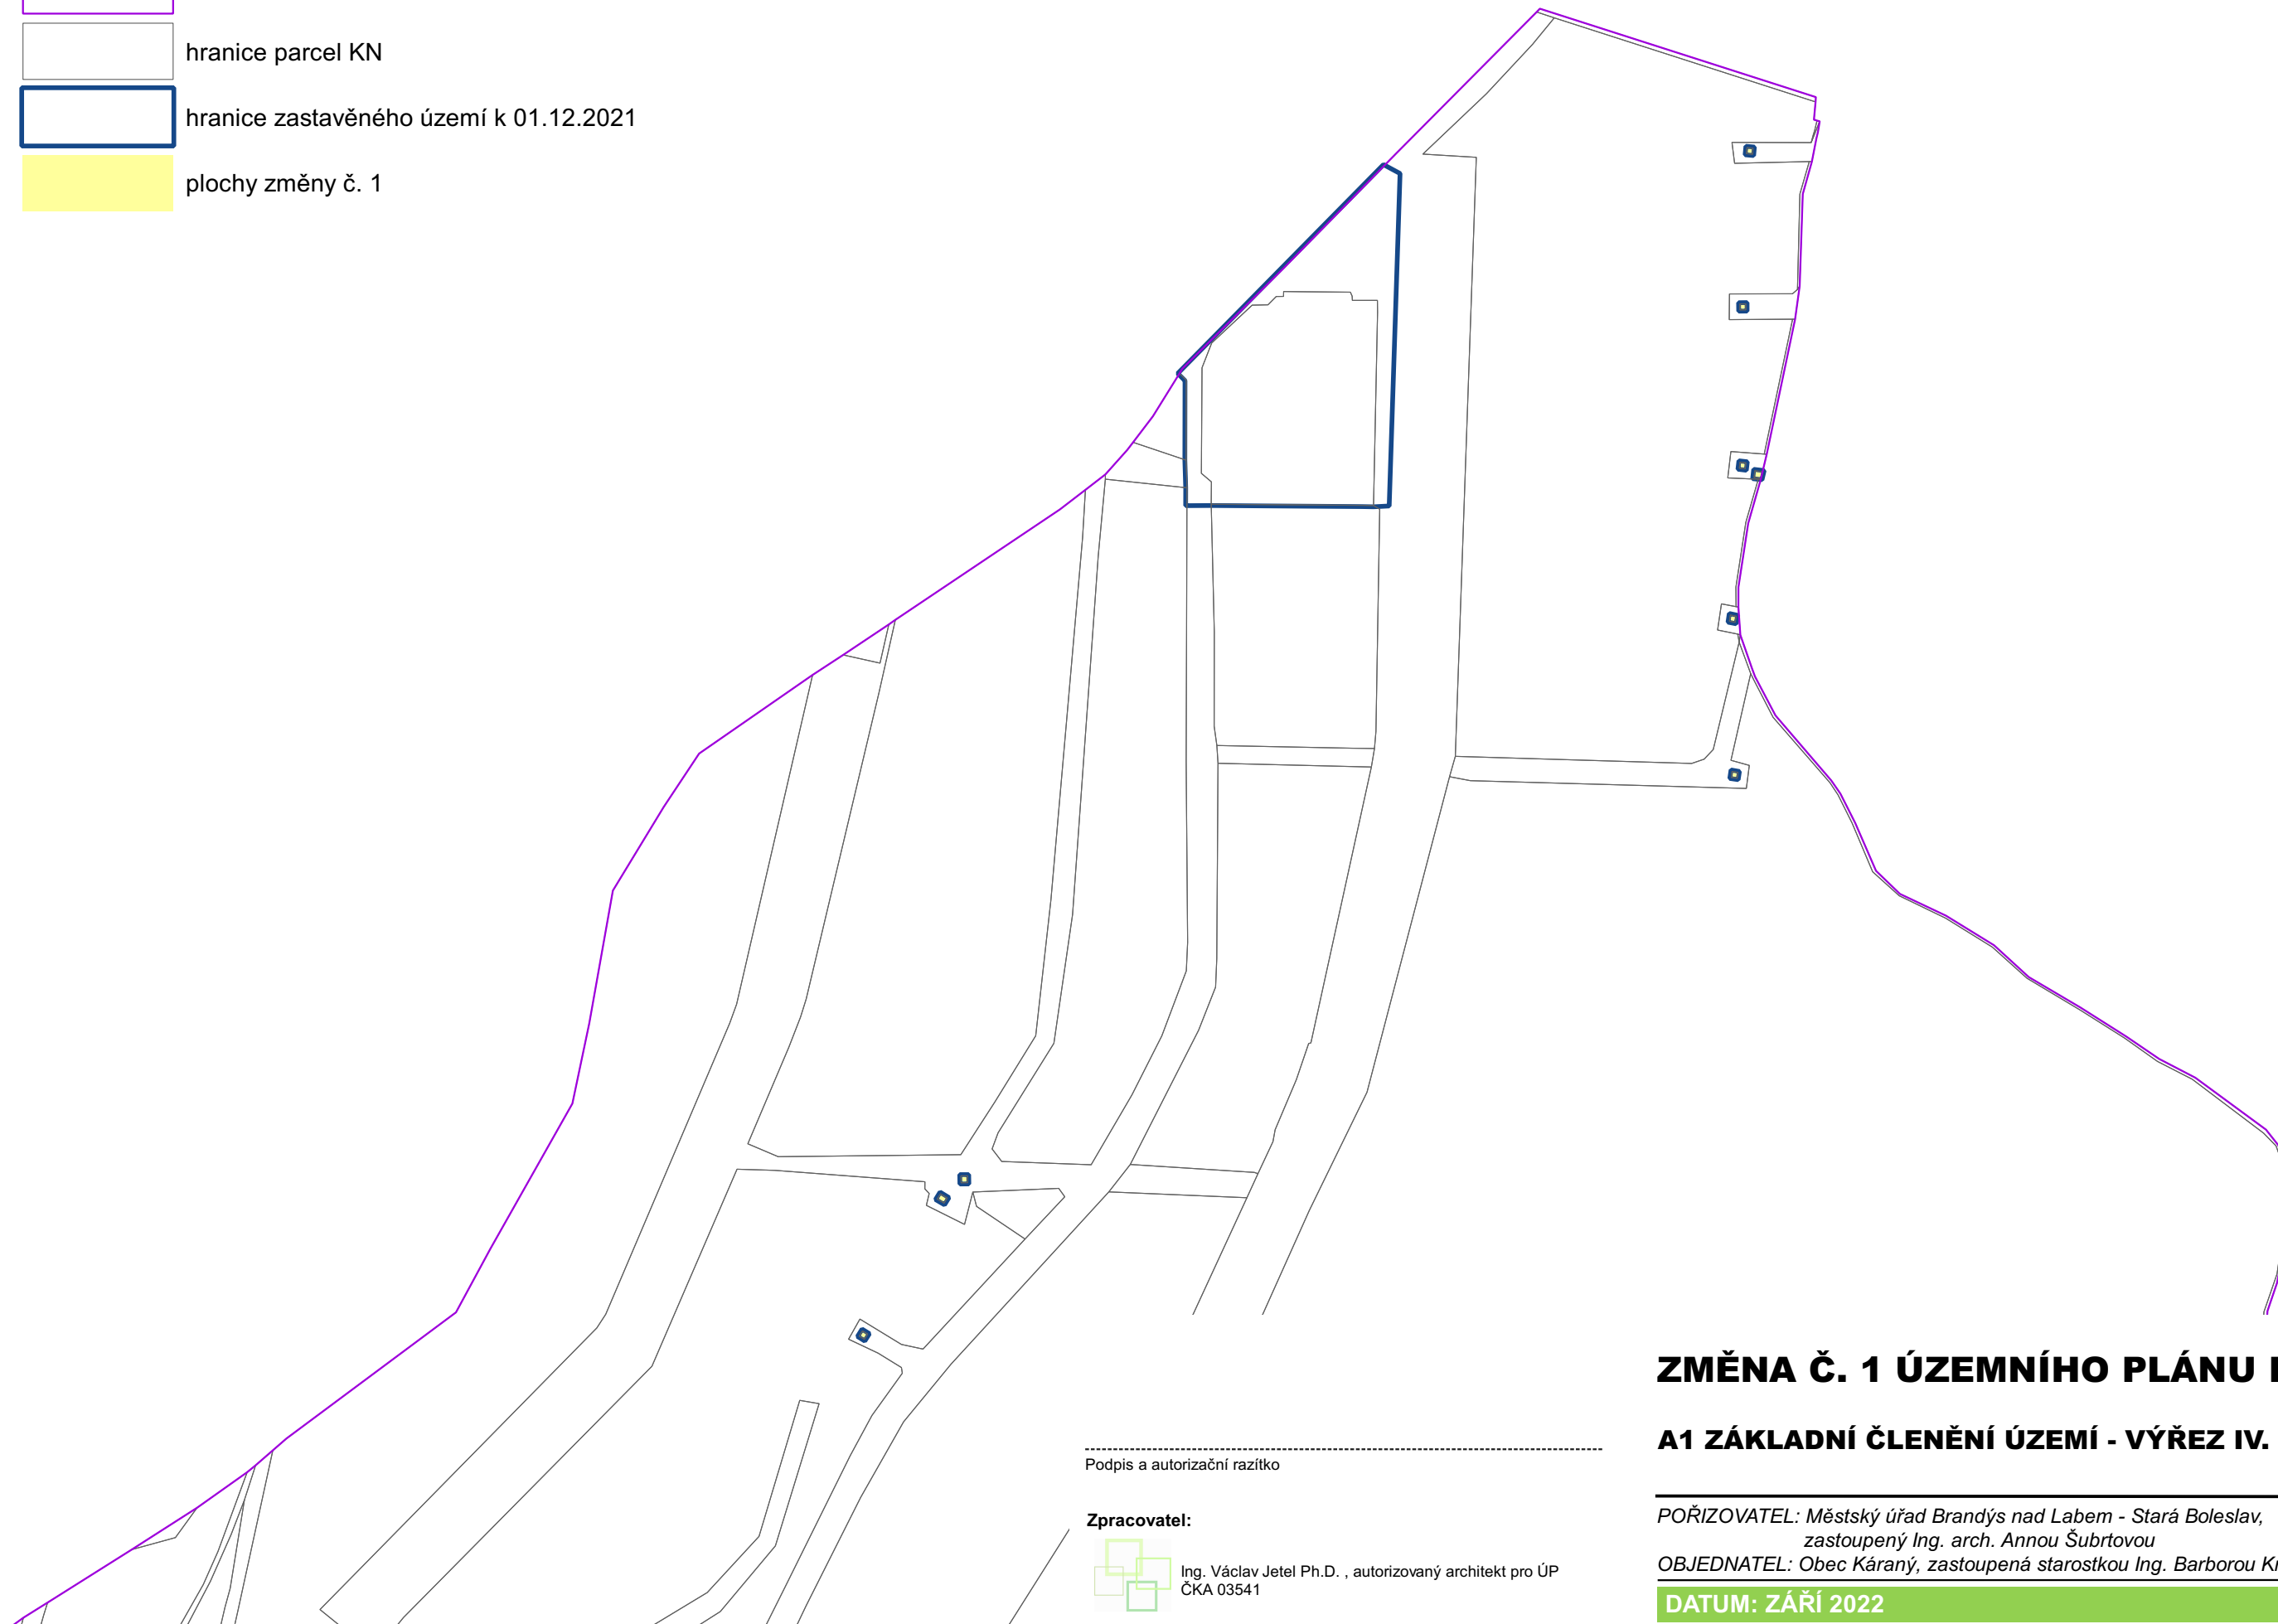 hranice parcel KN
hranice zastavěného území k 01.12.2021
plochy změny č. 1
ZMĚNA Č. 1 ÚZEMNÍHO PLÁNU
A1 ZÁKLADNÍ ČLENĚNÍ ÚZEMÍ - VÝŘEZ IV.
Podpis a autorizační razítko
Zpracovatel:
Ing. Václav Jetel Ph.D. , autorizovaný architekt pro ÚP
ČKA 03541
POŘIZOVATEL: Městský úřad Brandýs nad Labem - Stará Boleslav,
zastoupený Ing. arch. Annou Šubrtovou
OBJEDNATEL: Obec Káraný, zastoupená starostkou Ing. Barborou
DATUM: ZÁŘÍ 2022